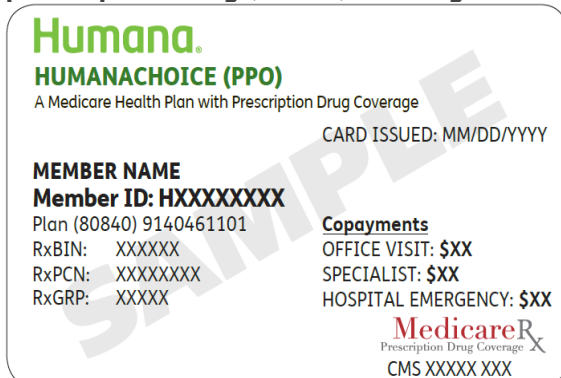 Humana®
HUMANACHOICE (PPO)
A Medicare Health Plan with Prescription Drug Coverage
CARD ISSUED: MM/DD/YYYY
MEMBER NAME
Member ID: HXXXXXXXX
Plan (80840) 9140461101
RxBIN: XXXXXX
RxPCN: XXXXXXXX
RxGRP: XXXXX
Copayments
OFFICE VISIT: $XX
SPECIALIST: $XX
HOSPITAL EMERGENCY: $XX
MedicareRx
Prescription Drug Coverage
CMS XXXXX XXX
SAMPLE